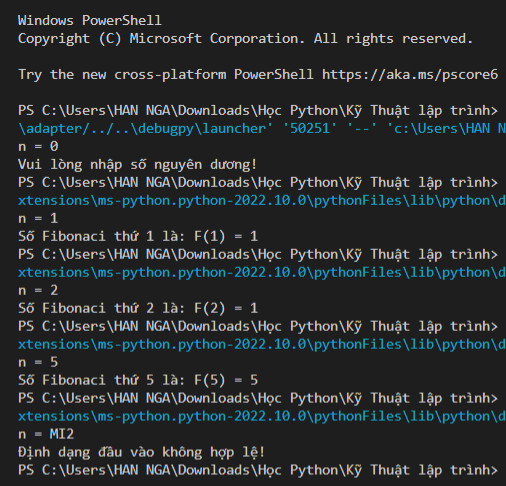 Windows PowerShell
Copyright (C) Microsoft Corporation. All rights reserved.
Try the new cross-platform PowerShell https://aka.ms/pscore6
PS C:\Users\HAN NGA\Downloads\Học Python\Kỹ Thuật lập trình>
\adapter/../..\debugpy\launcher' '50251' '--' 'c:\Users\HAN N
n = 0
Vui lòng nhập số nguyên dương!
PS C:\Users\HAN NGA\Downloads\Học Python\Kỹ Thuật lập trình>
xtensions\ms-python.python-2022.10.0\pythonFiles\lib\python\d
n = 1
Số Fibonaci thứ 1 là: F(1) = 1
PS C:\Users\HAN NGA\Downloads\Học Python\Kỹ Thuật lập trình>
xtensions\ms-python.python-2022.10.0\pythonFiles\lib\python\d
n = 2
Số Fibonaci thứ 2 là: F(2) = 1
PS C:\Users\HAN NGA\Downloads\Học Python\Kỹ Thuật lập trình>
xtensions\ms-python.python-2022.10.0\pythonFiles\lib\python\d
n = 5
Số Fibonaci thứ 5 là: F(5) = 5
PS C:\Users\HAN NGA\Downloads\Học Python\Kỹ Thuật lập trình>
xtensions\ms-python.python-2022.10.0\pythonFiles\lib\python\d
n = MI2
Định dạng đầu vào không hợp lệ!
PS C:\Users\HAN NGA\Downloads\Học Python\Kỹ Thuật lập trình>